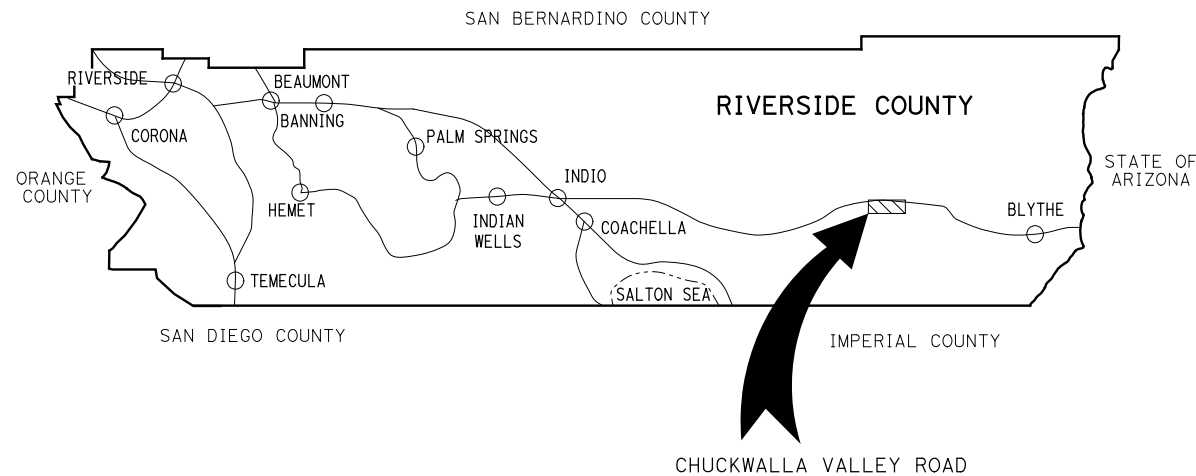 SAN BERNARDINO COUNTY
RIVERSIDE
BEAUMONT
BANNING
RIVERSIDE COUNTY
CORONA
PALM SPRINGS
STATE OF
ARIZONA
ORANGE
COUNTY
INDIO
HEMET
INDIAN
WELLS
COACHELLA
BLYTHE
TEMECULA
SALTON SEA
SAN DIEGO COUNTY
IMPERIAL COUNTY
CHUCKWALLA VALLEY ROAD